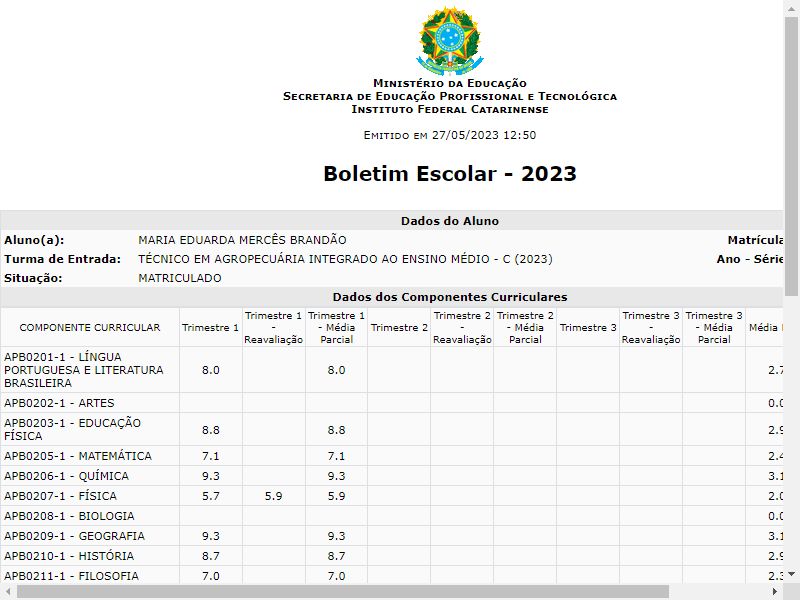 MINISTÉRIO DA EDUCAÇÃO
SECRETARIA DE EDUCAÇÃO PROFISSIONAL E TECNOLÓGICA
INSTITUTO FEDERAL CATARINENSE
EMITIDO EM 27/05/2023 12:50
Boletim Escolar - 2023
Dados do Aluno
Aluno(a): MARIA EDUARDA MERCÊS BRANDÃO Matrícula
Turma de Entrada: TÉCNICO EM AGROPECUÁRIA INTEGRADO AO ENSINO MÉDIO - C (2023) Ano - Série
Situação: MATRICULADO
Dados dos Componentes Curriculares
COMPONENTE CURRICULAR Trimestre 1 Trimestre 1 - Reavaliação Trimestre 1 - Média Parcial Trimestre 2 Trimestre 2 - Reavaliação Trimestre 2 - Média Parcial Trimestre 3 Trimestre 3 - Reavaliação Trimestre 3 - Média Parcial Média
APB0201-1 - LÍNGUA PORTUGUESA E LITERATURA BRASILEIRA 8.0 8.0 2.7
APB0202-1 - ARTES 0.0
APB0203-1 - EDUCAÇÃO FÍSICA 8.8 8.8 2.9
APB0205-1 - MATEMÁTICA 7.1 7.1 2.4
APB0206-1 - QUÍMICA 9.3 9.3 3.1
APB0207-1 - FÍSICA 5.7 5.9 5.9 2.0
APB0208-1 - BIOLOGIA 0.0
APB0209-1 - GEOGRAFIA 9.3 9.3 3.1
APB0210-1 - HISTÓRIA 8.7 8.7 2.9
APB0211-1 - FILOSOFIA 7.0 7.0 2.3